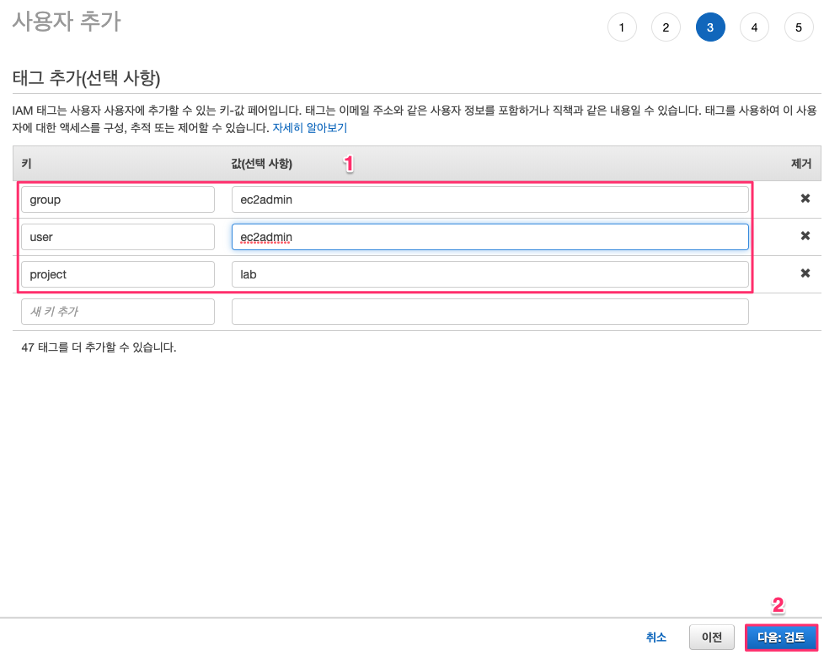 사용자 추가
1 2 3 4 5
태그 추가(선택 사항)
IAM 태그는 사용자 사용자에 추가할 수 있는 키-값 페어입니다. 태그는 이메일 주소와 같은 사용자 정보를 포함하거나 직책과 같은 내용일 수 있습니다. 태그를 사용하여 이 사용
자에 대한 액세스를 구성, 추적 또는 제어할 수 있습니다. 자세히 알아보기
키 값(선택 사항) 1 제거
group ec2admin ✖
user ec2admin ✖
project lab ✖
새 키 추가
47 태그를 더 추가할 수 있습니다.
2
취소 이전 다음: 검토